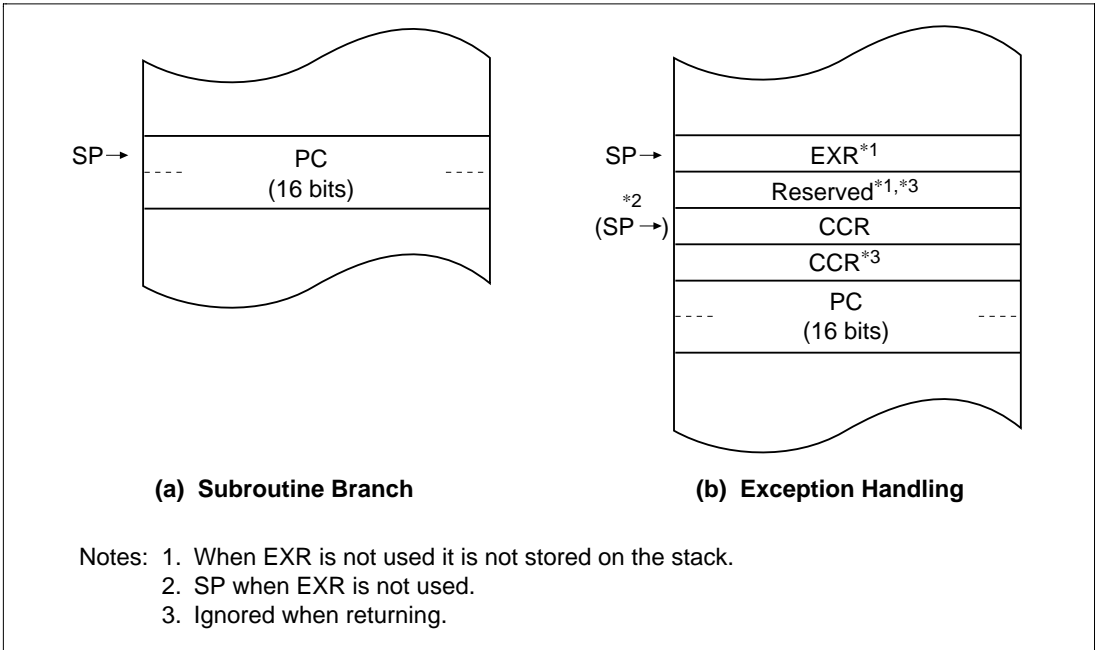 SP→
PC
(16 bits)
(a) Subroutine Branch
SP→
*2
(SP→)
EXR*1
Reserved*1,*3
CCR
CCR*3
PC
(16 bits)
(b) Exception Handling
Notes: 1. When EXR is not used it is not stored on the stack.
2. SP when EXR is not used.
3. Ignored when returning.